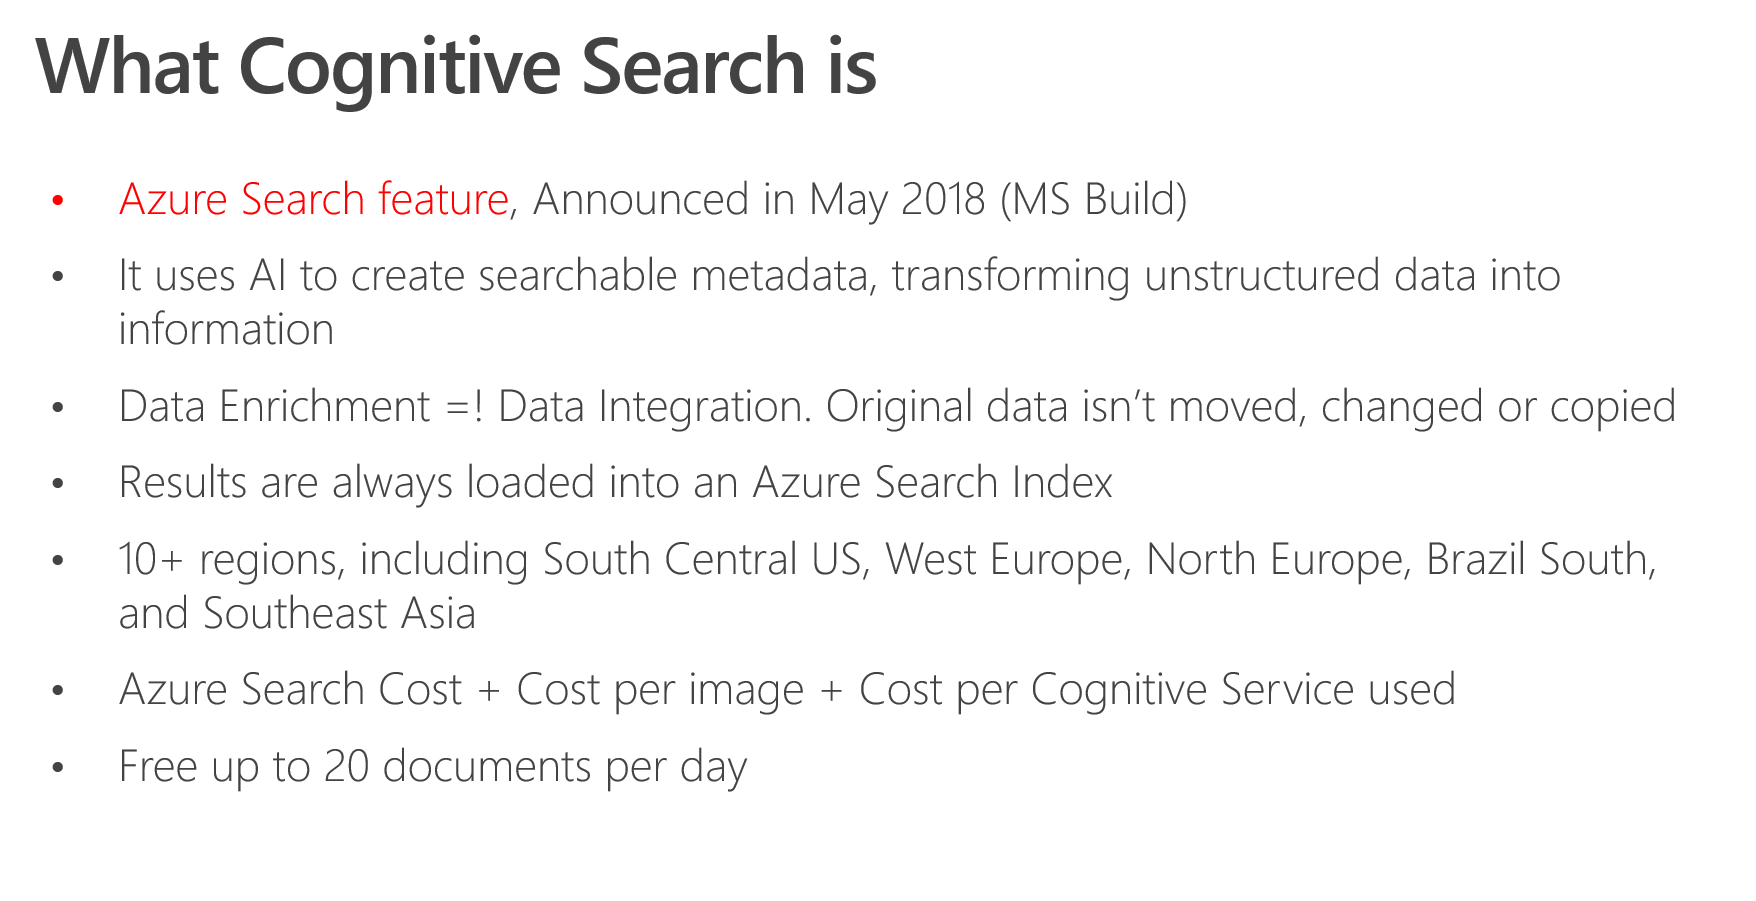 What Cognitive Search is
• Azure Search feature, Announced in May 2018 (MS Build)
• It uses AI to create searchable metadata, transforming unstructured data into
information
• Data Enrichment =! Data Integration. Original data isn’t moved, changed or copied
• Results are always loaded into an Azure Search Index
• 10+ regions, including South Central US, West Europe, North Europe, Brazil South,
and Southeast Asia
• Azure Search Cost + Cost per image + Cost per Cognitive Service used
• Free up to 20 documents per day